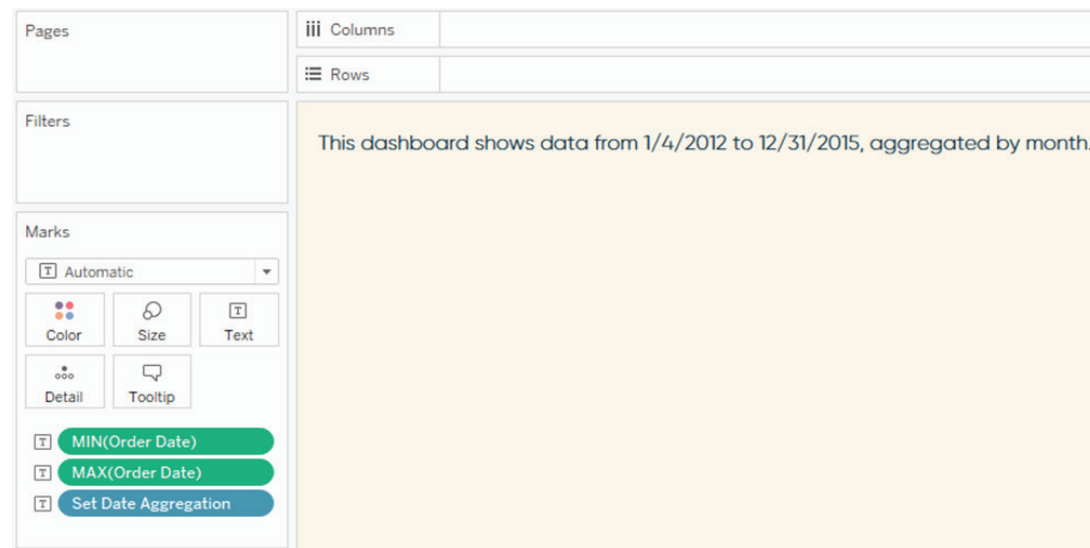 Pages
Columns
Rows
Filters
This dashboard shows data from 1/4/2012 to 12/31/2015, aggregated by month.
Marks
T Automatic
Color Size T Text
Detail Tooltip
T MIN(Order Date)
T MAX(Order Date)
T Set Date Aggregation